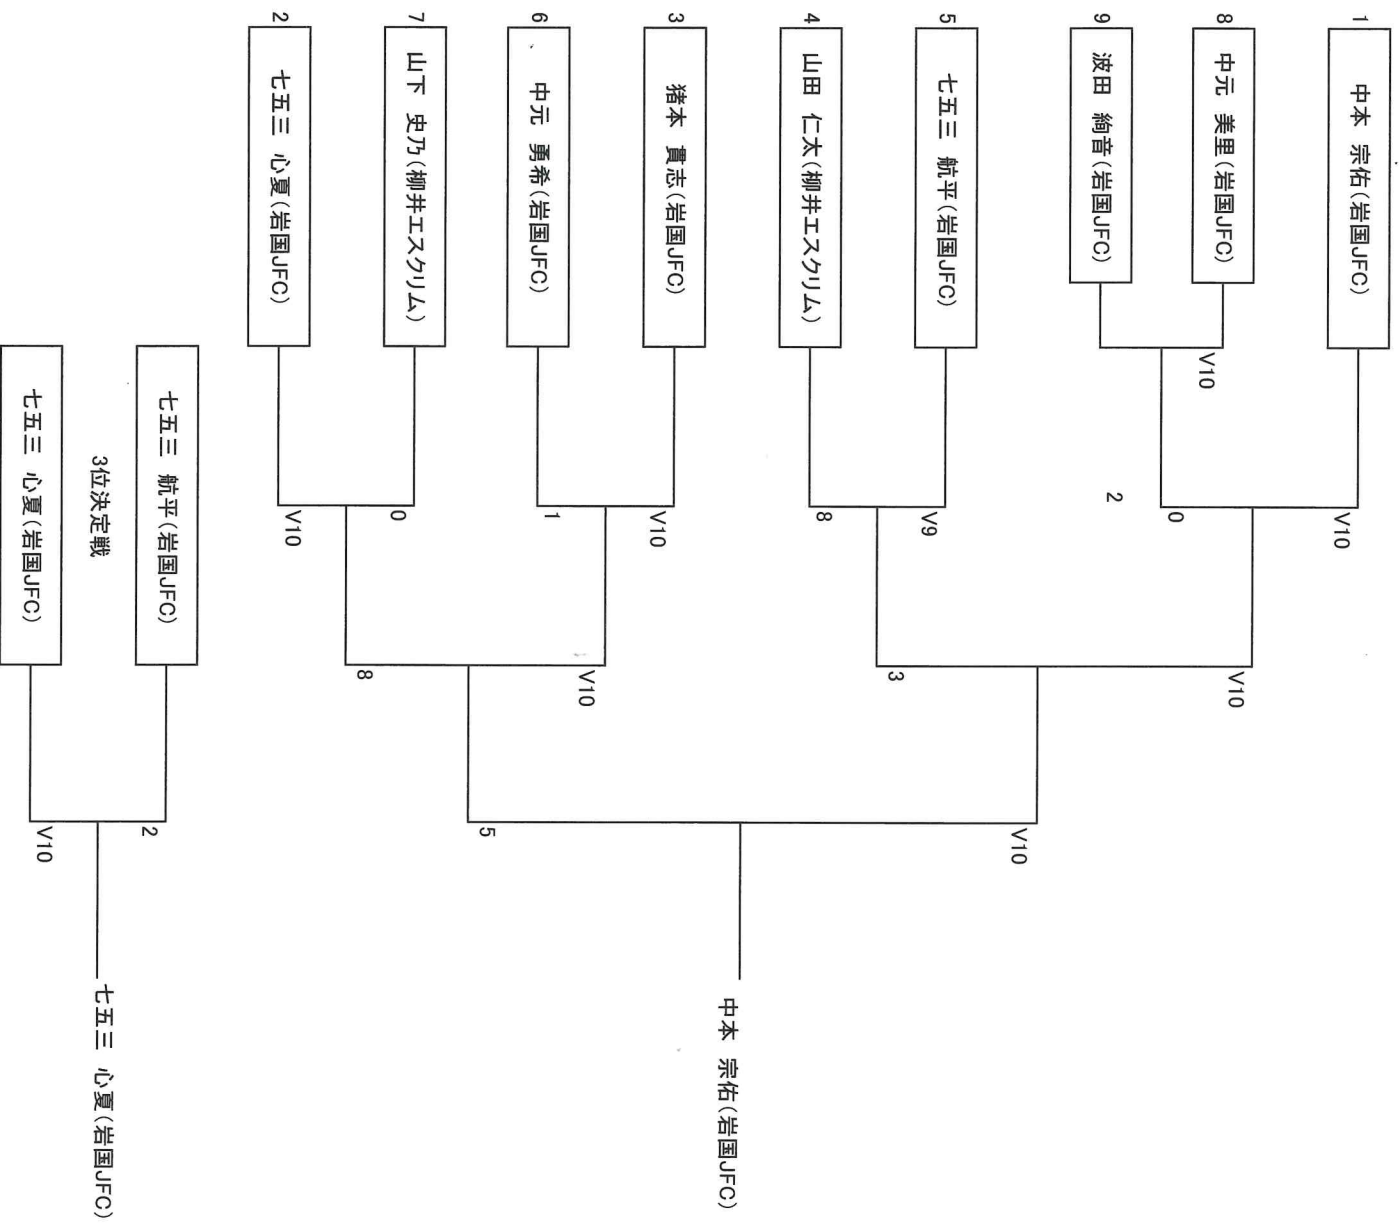 1
中本 宗佑(岩国JFC)
V10
8
中元 美里(岩国JFC)
V10
V10
0
9
波田 絢音(岩国JFC)
2
V10
5
七五三 航平(岩国JFC)
V9
3
4
山田 仁太(柳井エスクリム)
8
中本 宗佑(岩国JFC)
3
猪本 貫志(岩国JFC)
V10
V10
6
中元 勇希(岩国JFC)
1
5
7
山下 史乃(柳井エスクリム)
0
8
2
七五三 心夏(岩国JFC)
V10
七五三 航平(岩国JFC)
2
3位決定戦
七五三 心夏(岩国JFC)
七五三 心夏(岩国JFC)
V10